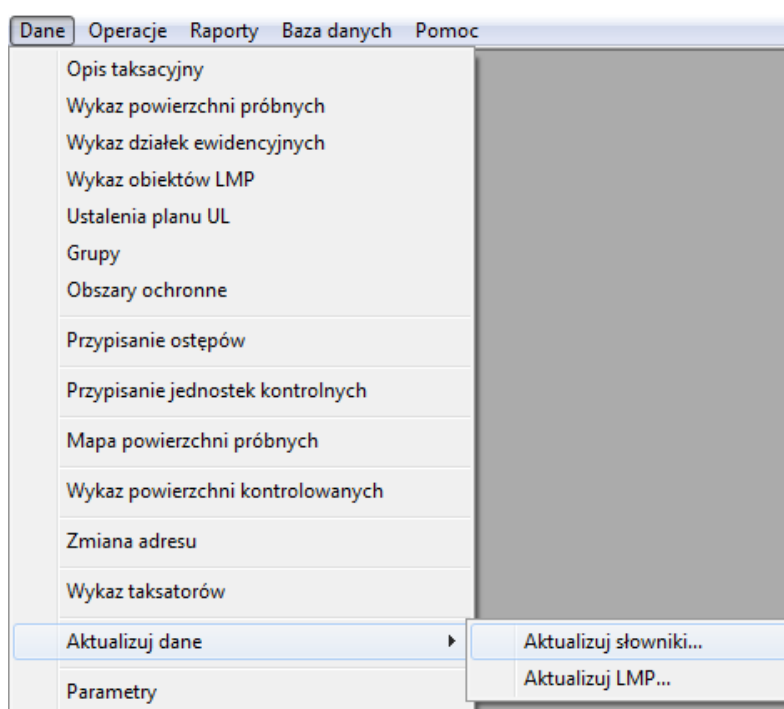 Dane Operacje Raporty Baza danych Pomoc
Opis taksacyjny
Wykaz powierzchni próbnych
Wykaz działek ewidencyjnych
Wykaz obiektów LMP
Ustalenia planu UL
Grupy
Obszary ochronne
Przypisanie ostępów
Przypisanie jednostek kontrolnych
Mapa powierzchni próbnych
Wykaz powierzchni kontrolowanych
Zmiana adresu
Wykaz taksatorów
Aktualizuj dane
Aktualizuj słowniki...
Aktualizuj LMP...
Parametry